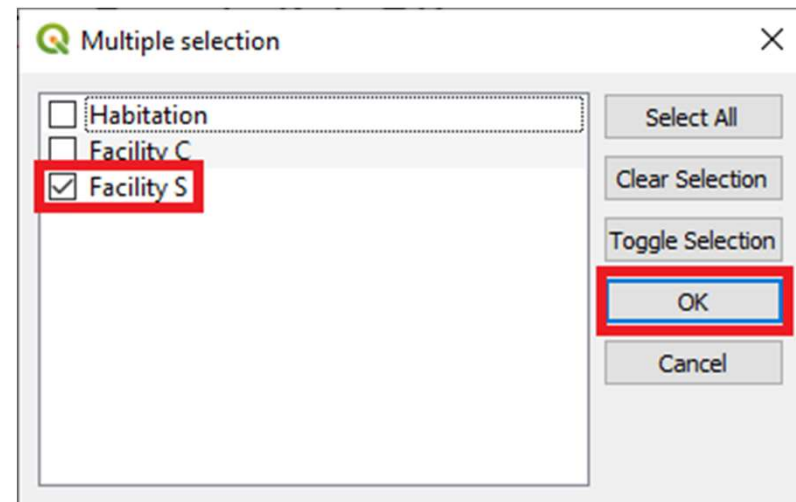 Multiple selection
Habitation
Facility C
Facility S
Select All
Clear Selection
Toggle Selection
OK
Cancel